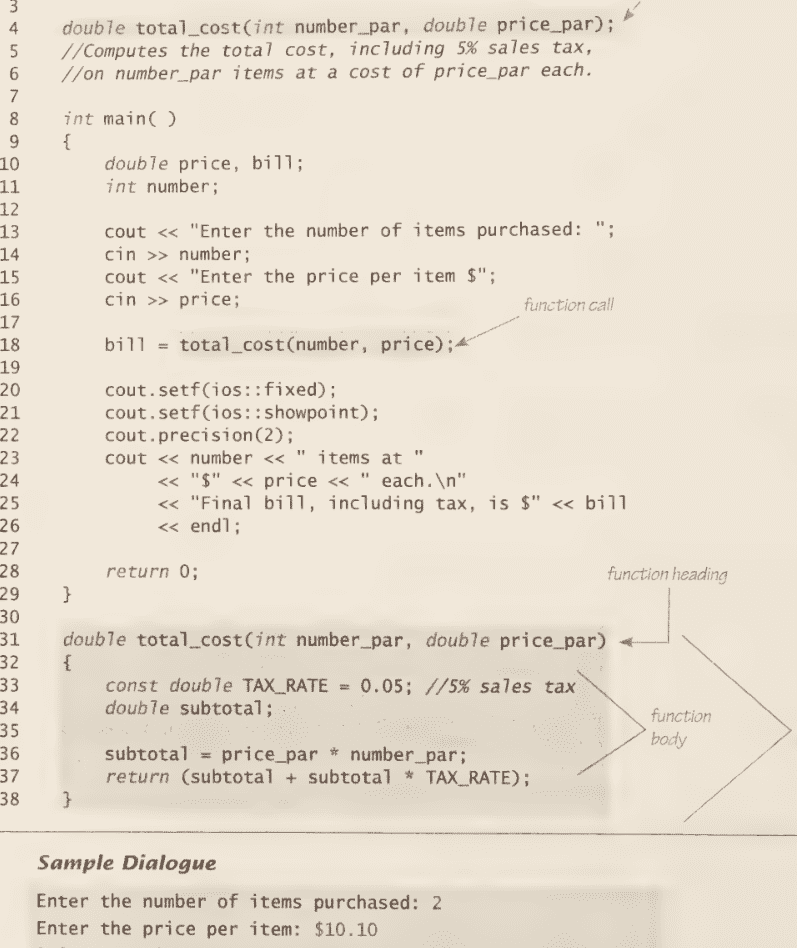 3
4 double total_cost(int number_par, double price_par);
5 //Computes the total cost, including 5% sales tax,
6 //on number_par items at a cost of price_par each.
7
8 int main( )
9 {
10 double price, bill;
11 int number;
12
13 cout << "Enter the number of items purchased: ";
14 cin >> number;
15 cout << "Enter the price per item $";
16 cin >> price;
function call
17
18 bill = total_cost(number, price);
19
20 cout.setf(ios::fixed);
21 cout.setf(ios::showpoint);
22 cout.precision(2);
23 cout << number << " items at "
24 << "$" << price << " each.\n"
25 << "Final bill, including tax, is $" << bill
26 << endl;
27
28 return 0;
function heading
29 }
30
31 double total_cost(int number_par, double price_par)
32 {
33 const double TAX_RATE = 0.05; //5% sales tax
34 double subtotal;
function
body
35
36 subtotal = price_par * number_par;
37 return (subtotal + subtotal * TAX_RATE);
38 }
Sample Dialogue
Enter the number of items purchased: 2
Enter the price per item: $10.10